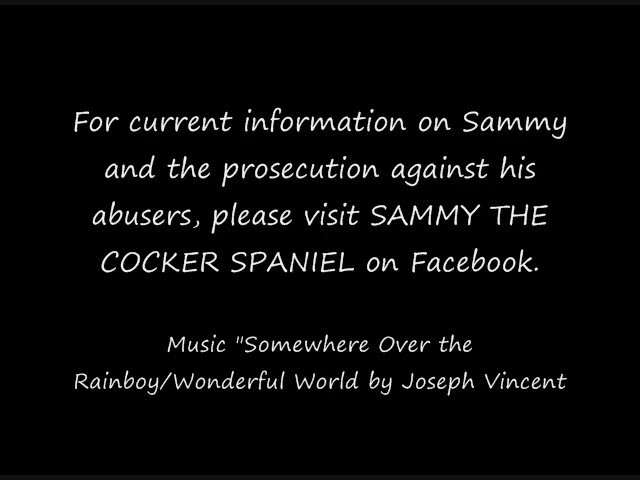 For current information on Sammy
and the prosecution against his
abusers, please visit SAMMY THE
COCKER SPANIEL on Facebook.
Music "Somewhere Over the
Rainboy/Wonderful World by Joseph Vincent